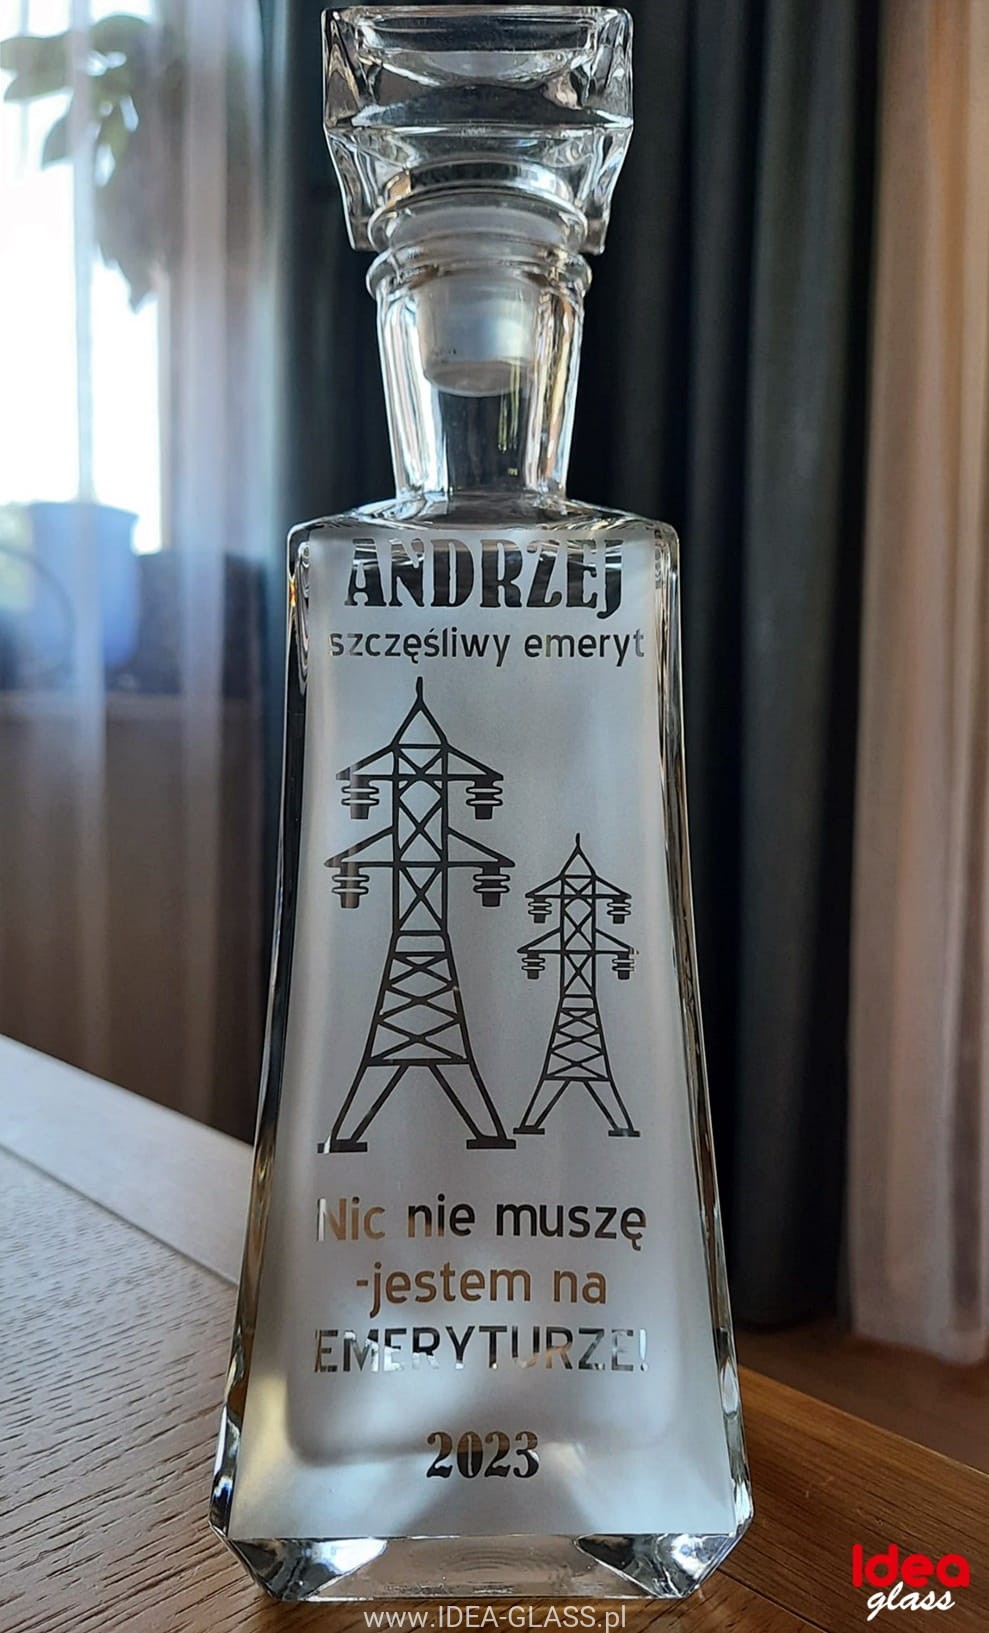 ANDRZEJ
szczęśliwy emeryt
Nic nie muszę
-jestem na
EMERYTURZE!
2023
Idea
glass
www.IDEA-GLASS.pl